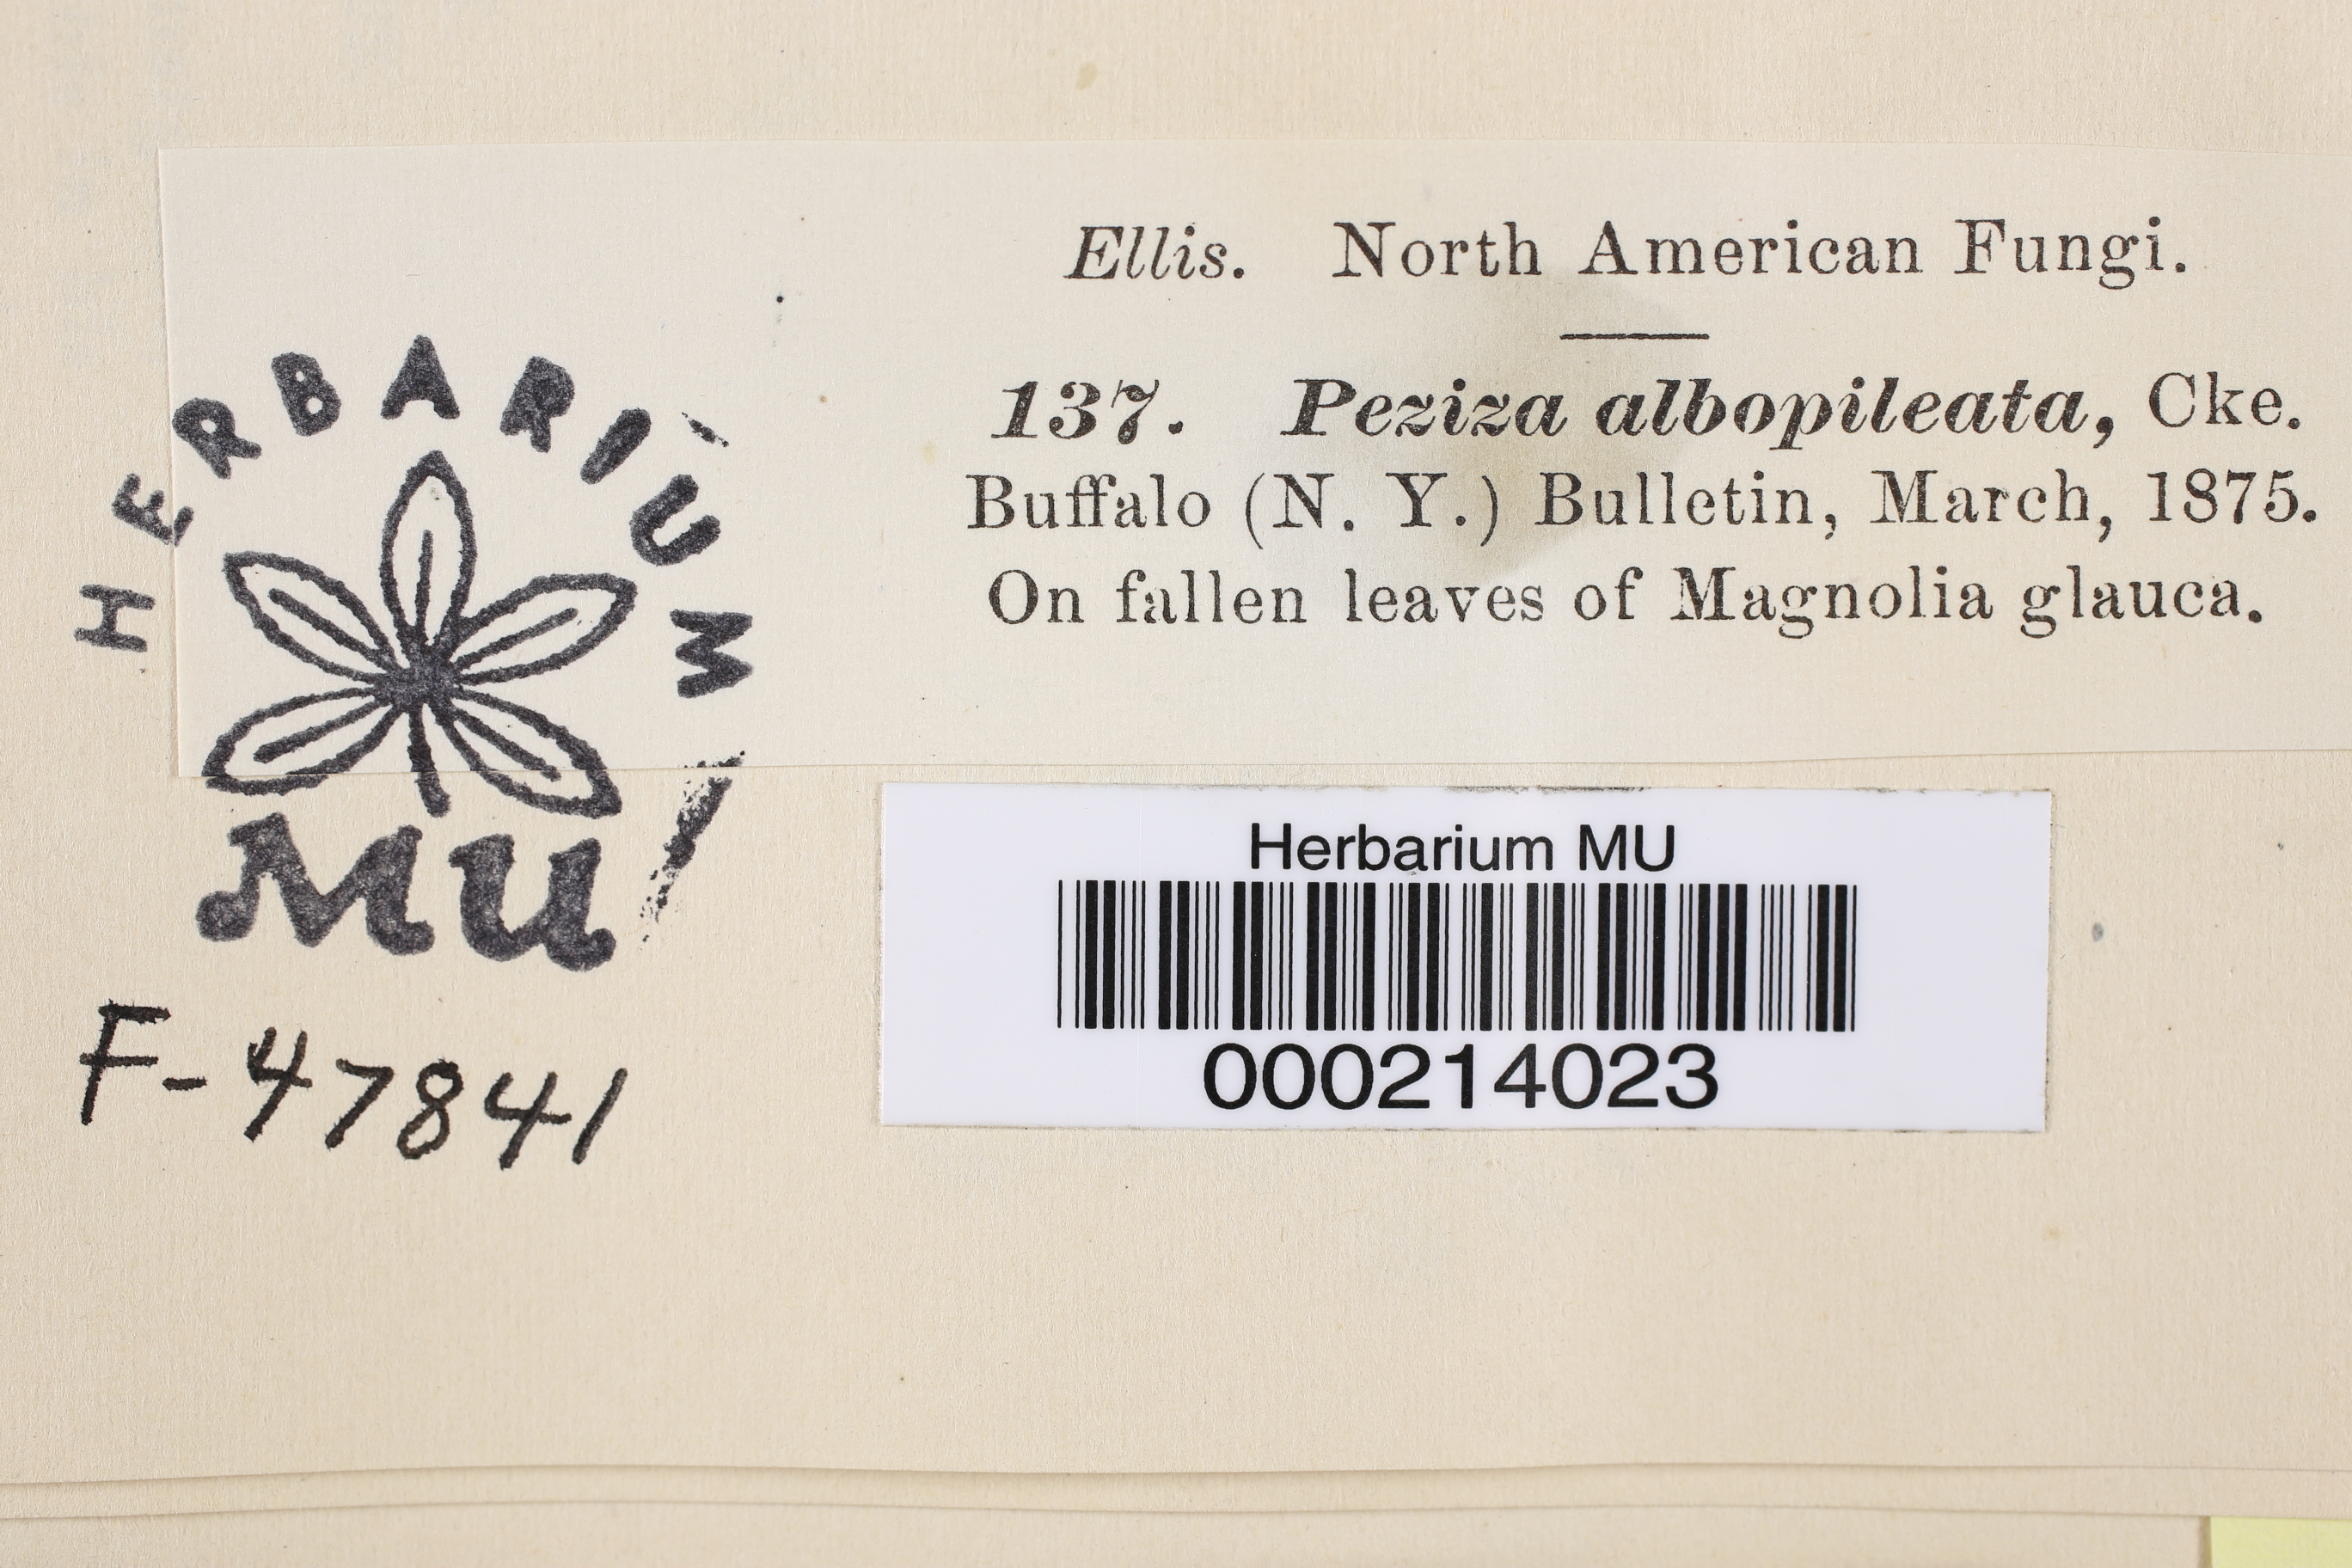 Ellis. North American Fungi.
137. Peziza albopileata, Cke.
Buffalo (N. Y.) Bulletin, March, 1875.
On fallen leaves of Magnolia glauca.
HERBARIUM
MU
F-47841
Herbarium MU
000214023